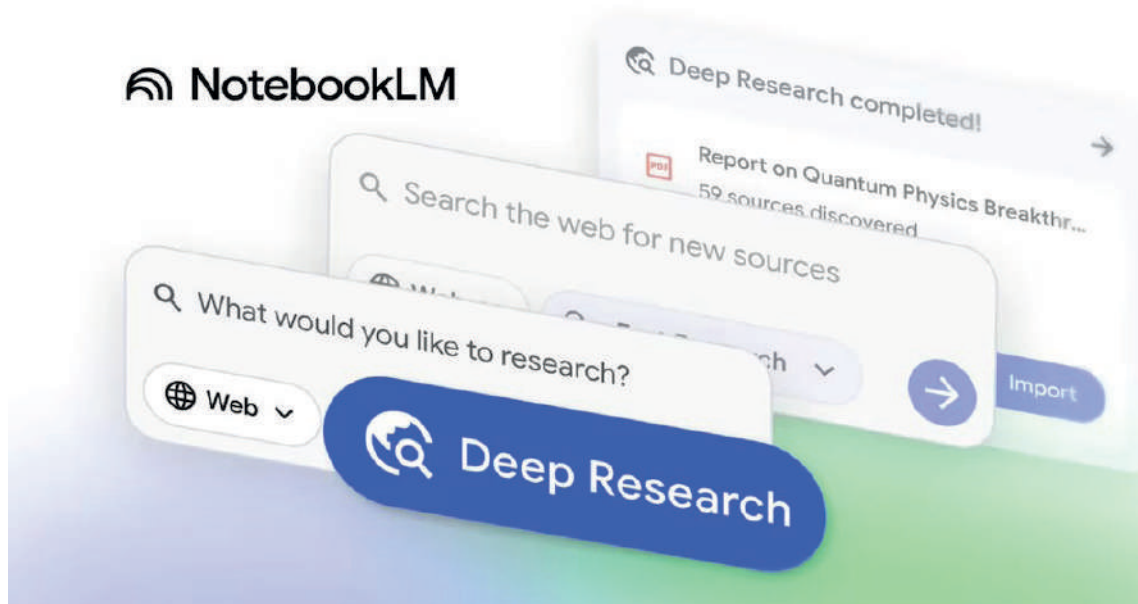 NotebookLM
Deep Research completed!
PDF
Report on Quantum Physics Breakthr...
59 sources discovered
Search the web for new sources
Import
What would you like to research?
Web
Deep Research